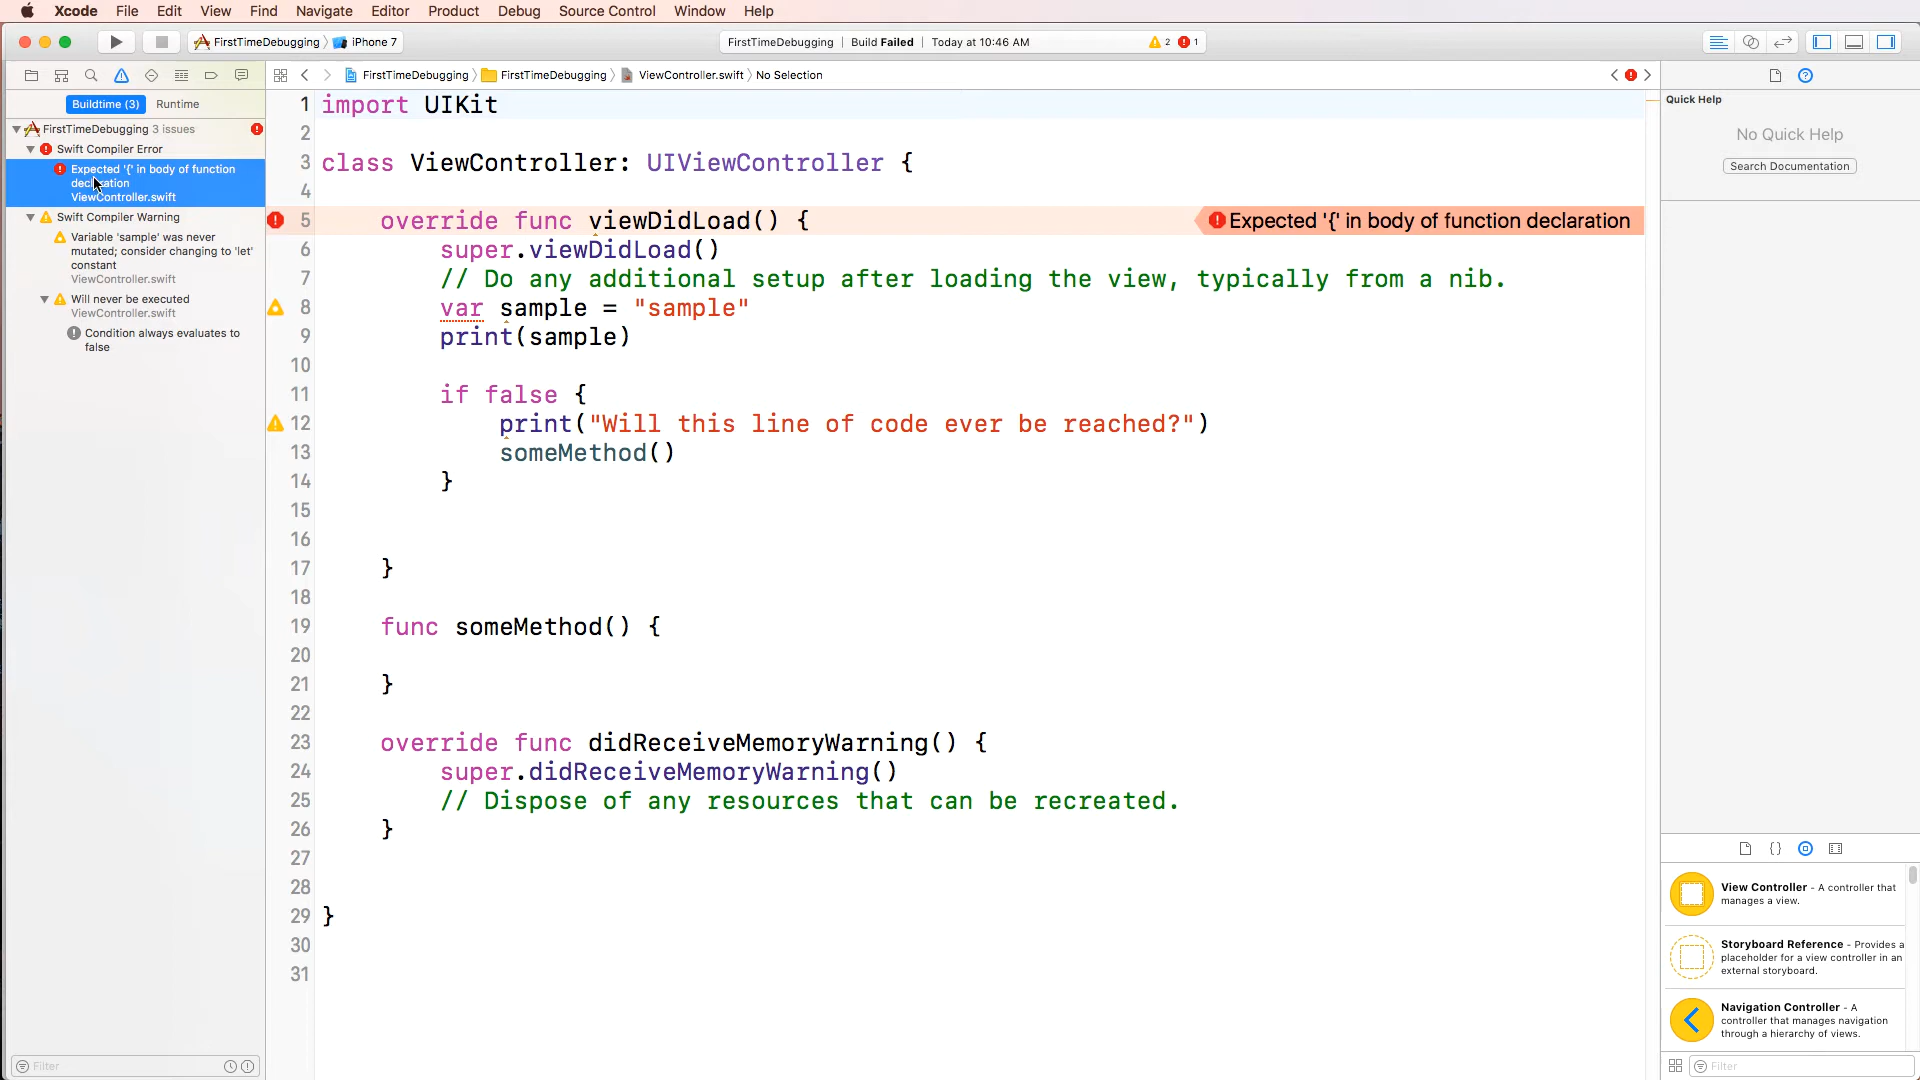 Xcode File Edit View Find Navigate Editor Product Debug Source Control Window Help
FirstTimeDebugging iPhone 7
FirstTimeDebugging Build Failed Today at 10:46 AM 2 1
FirstTimeDebugging FirstTimeDebugging ViewController.swift No Selection
Buildtime (3) Runtime
FirstTimeDebugging 3 issues
Swift Compiler Error
Expected '{' in body of function
declaration
ViewController.swift
Swift Compiler Warning
Variable 'sample' was never
mutated; consider changing to 'let'
constant
ViewController.swift
Will never be executed
ViewController.swift
Condition always evaluates to
false
Filter
1 import UIKit
2
3 class ViewController: UIViewController {
4
5 override func viewDidLoad() { Expected '{' in body of function declaration
6 super.viewDidLoad()
7 // Do any additional setup after loading the view, typically from a nib.
8 var sample = "sample"
9 print(sample)
10
11 if false {
12 print("Will this line of code ever be reached?")
13 someMethod()
14 }
15
16
17 }
18
19 func someMethod() {
20
21 }
22
23 override func didReceiveMemoryWarning() {
24 super.didReceiveMemoryWarning()
25 // Dispose of any resources that can be recreated.
26 }
27
28
29 }
30
31
Quick Help
No Quick Help
Search Documentation
{}
View Controller - A controller that
manages a view.
Storyboard Reference - Provides a
placeholder for a view controller in an
external storyboard.
Navigation Controller - A
controller that manages navigation
through a hierarchy of views.
Filter